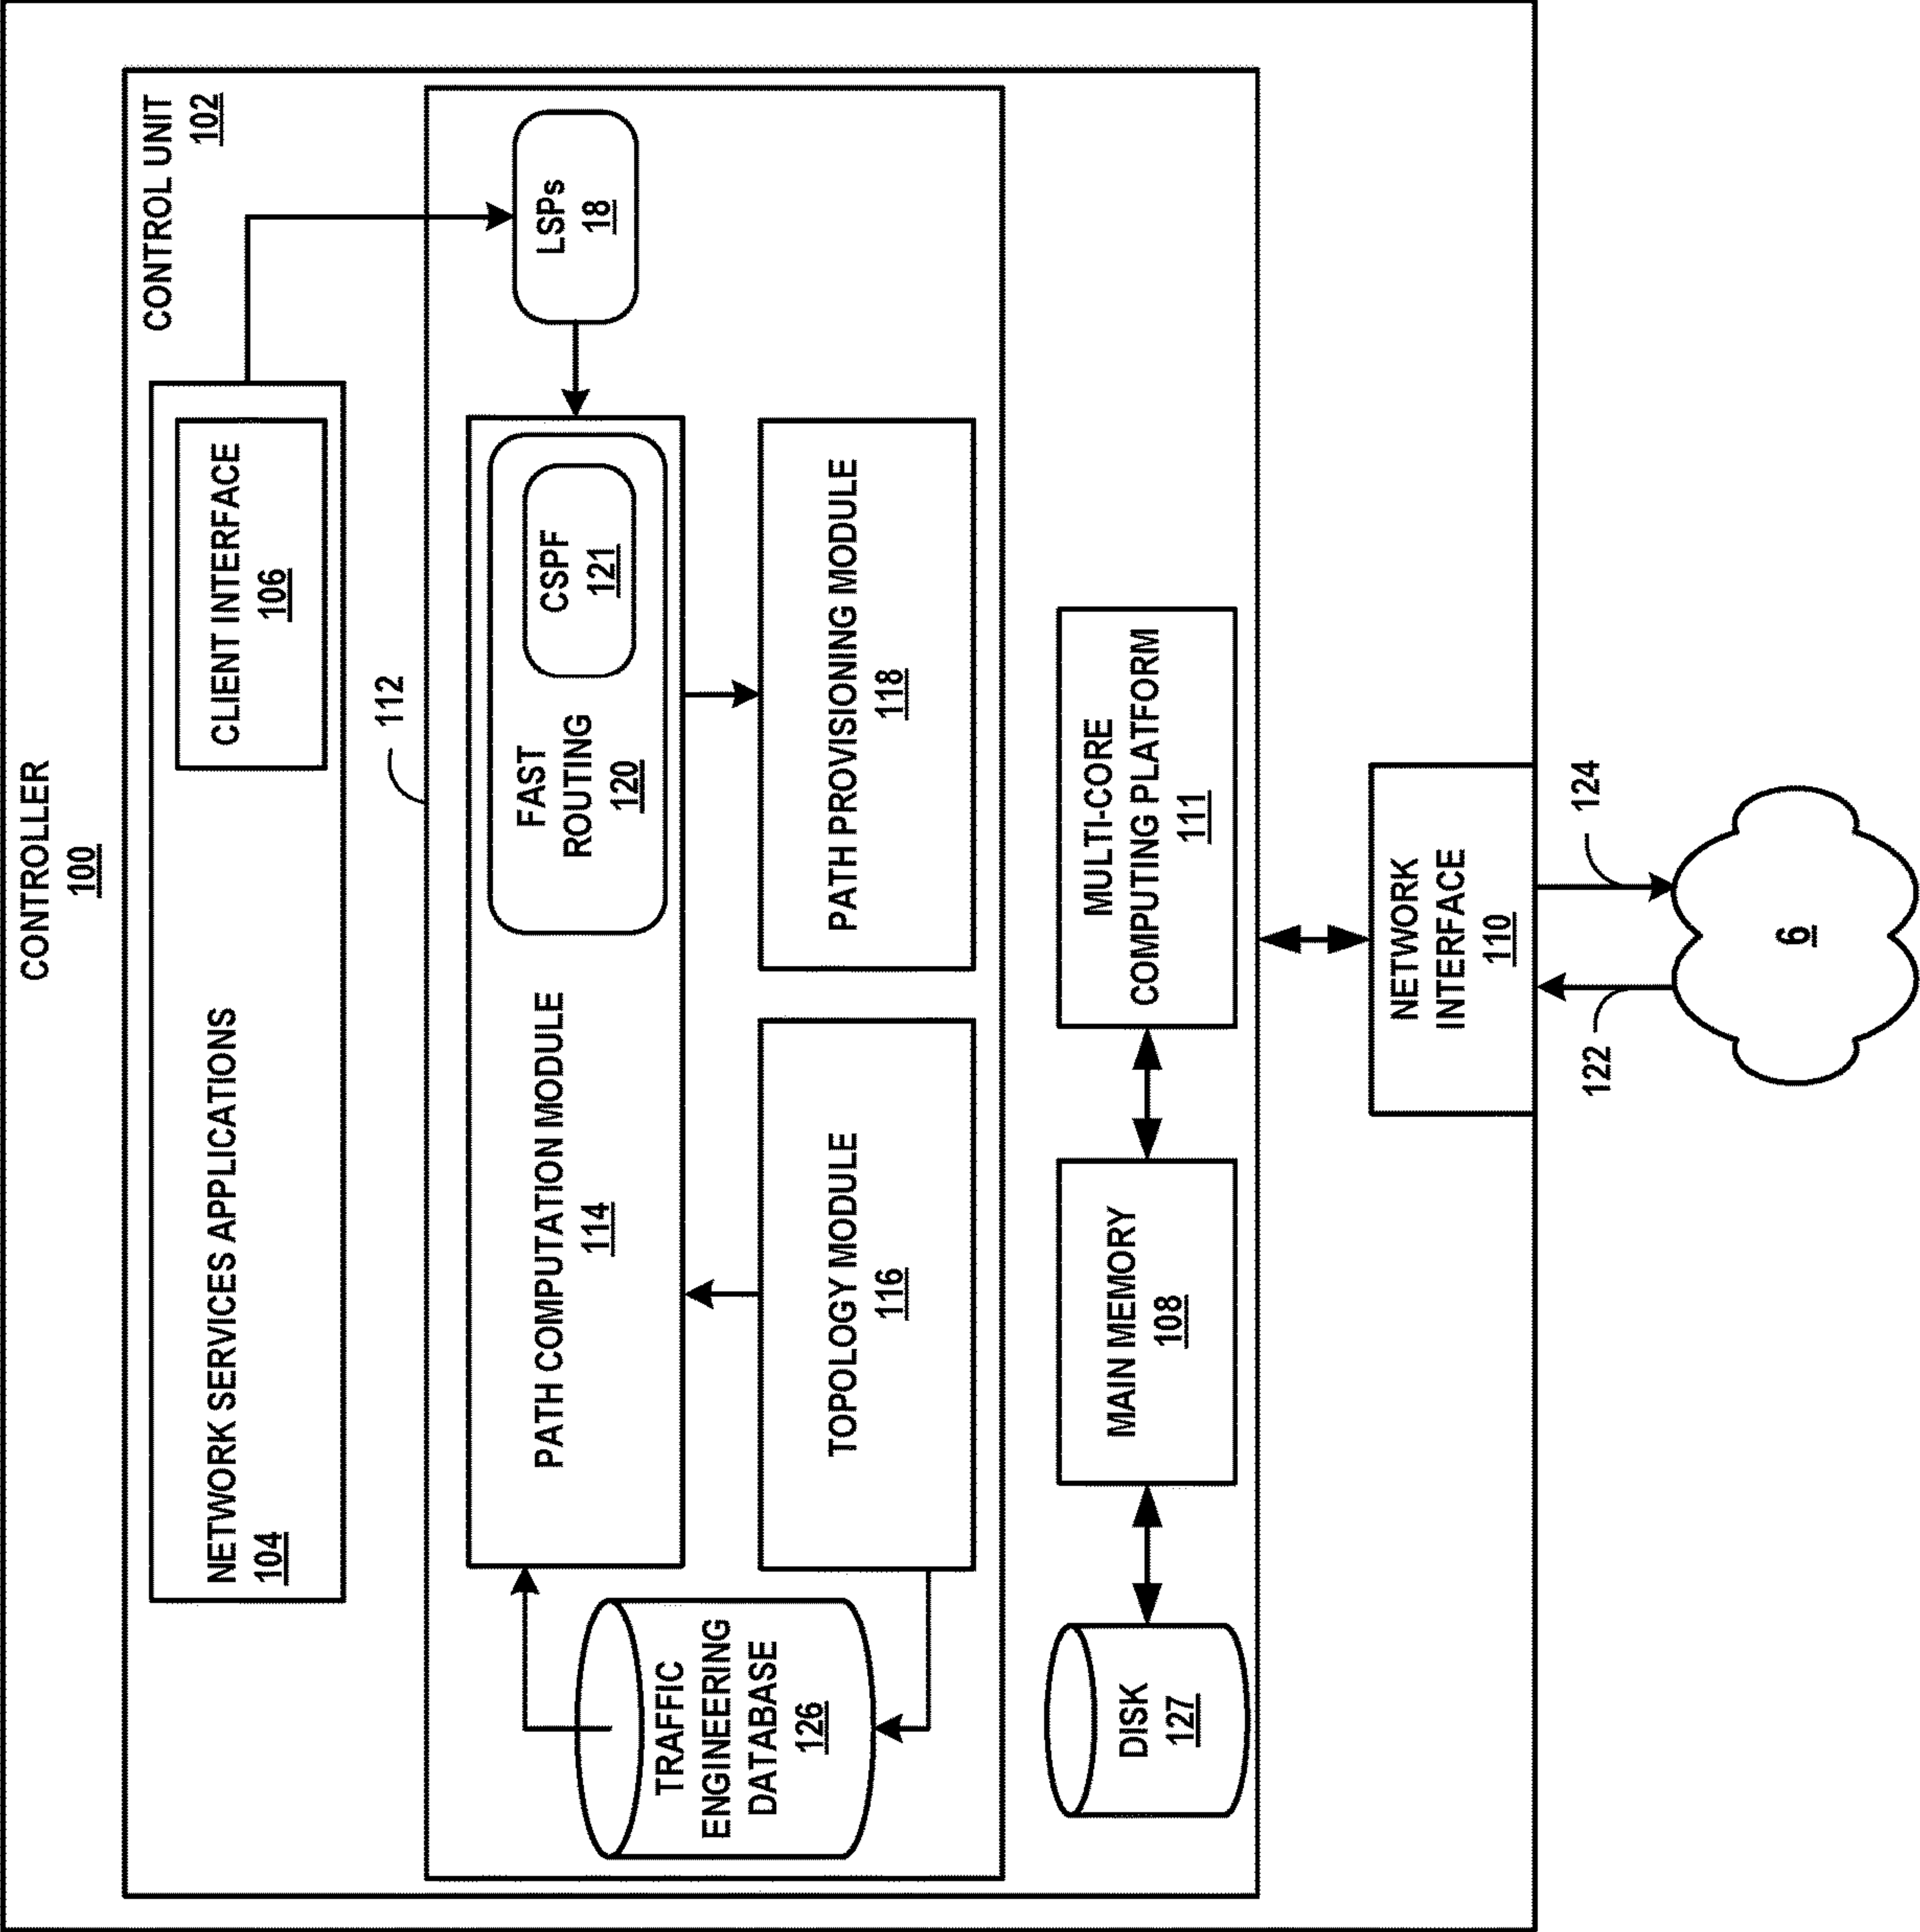 CONTROLLER
100
CONTROL UNIT
102
NETWORK SERVICES APPLICATIONS
104
CLIENT INTERFACE
106
112
LSPs
18
PATH COMPUTATION MODULE
114
FAST
ROUTING
120
CSPF
121
TRAFFIC
ENGINEERING
DATABASE
126
TOPOLOGY MODULE
116
PATH PROVISIONING MODULE
118
DISK
127
MAIN MEMORY
108
MULTI-CORE
COMPUTING PLATFORM
111
NETWORK
INTERFACE
110
122
124
6